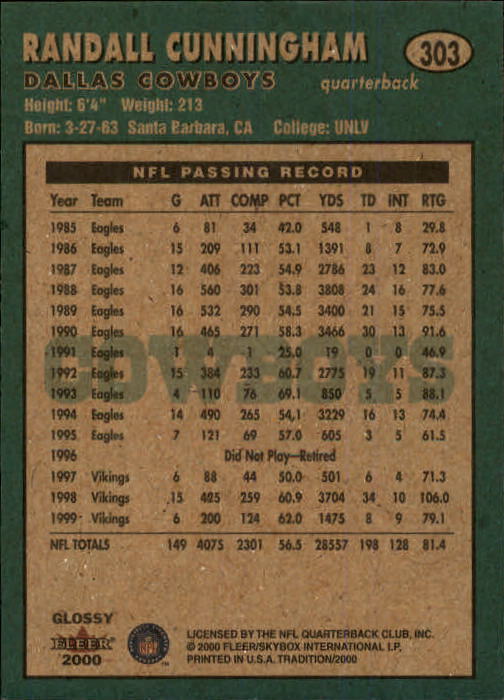 RANDALL CUNNINGHAM 303
DALLAS COWBOYS quarterback
Height: 6'4" Weight: 213
Born: 3-27-63 Santa Barbara, CA College: UNLV
NFL PASSING RECORD
Year Team G ATT COMP PCT YDS TD INT RTG
1985 Eagles 6 81 34 42.0 548 1 8 29.8
1986 Eagles 15 209 111 53.1 1391 8 7 72.9
1987 Eagles 12 406 223 54.9 2786 23 12 83.0
1988 Eagles 16 560 301 53.8 3808 24 16 77.6
1989 Eagles 16 532 290 54.5 3400 21 15 75.5
1990 Eagles 16 465 271 58.3 3466 30 13 91.6
COWBOYS
1991 Eagles 1 4 1 25.0 19 0 0 46.9
1992 Eagles 15 384 233 60.7 2775 19 11 87.3
1993 Eagles 4 110 76 69.1 850 5 5 88.1
1994 Eagles 14 490 265 54.1 3229 16 13 74.4
1995 Eagles 7 121 69 57.0 605 3 5 61.5
1996 Did Not Play—Retired
1997 Vikings 6 88 44 50.0 501 6 4 71.3
1998 Vikings 15 425 259 60.9 3704 34 10 106.0
1999 Vikings 6 200 124 62.0 1475 8 9 79.1
NFL TOTALS 149 4075 2301 56.5 28557 198 128 81.4
GLOSSY
FLEER
2000
NFL
LICENSED BY THE NFL QUARTERBACK CLUB, INC.
© 2000 FLEER/SKYBOX INTERNATIONAL L.P.
PRINTED IN U.S.A. TRADITION/2000